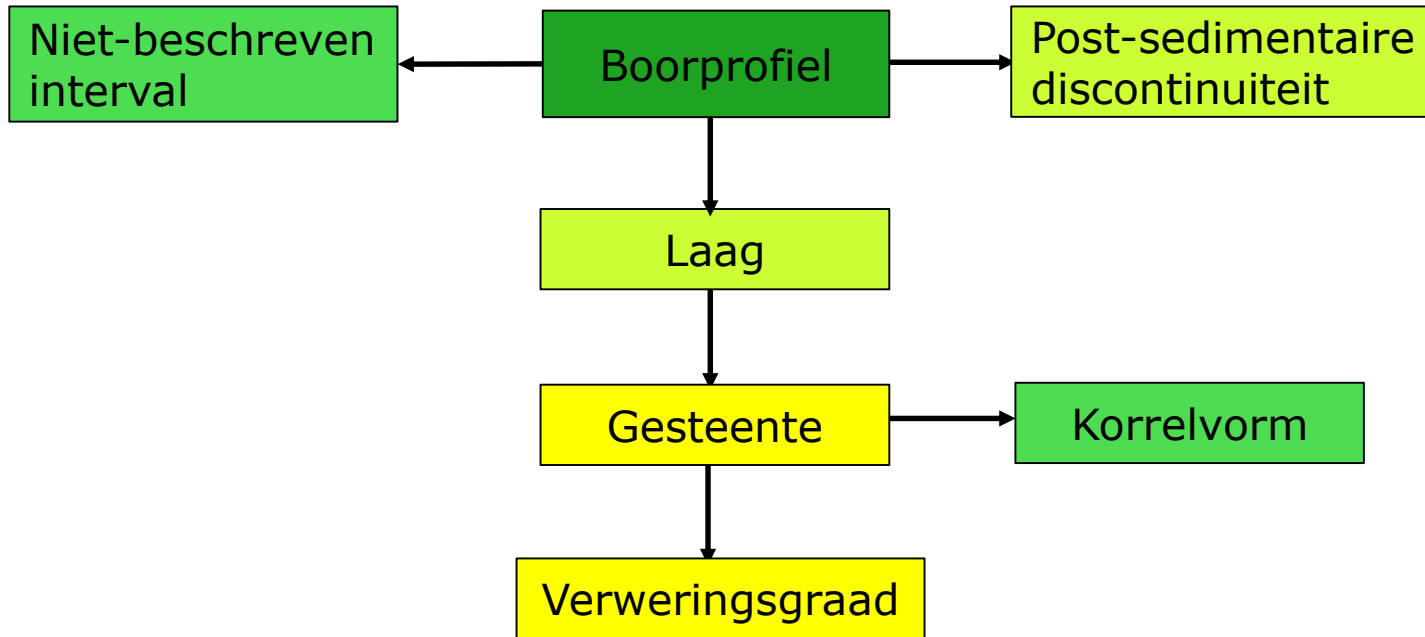 Niet-beschreven
interval
Boorprofiel
Post-sedimentaire
discontinuiteit
Laag
Gesteente
Korrelvorm
Verweringsgraad